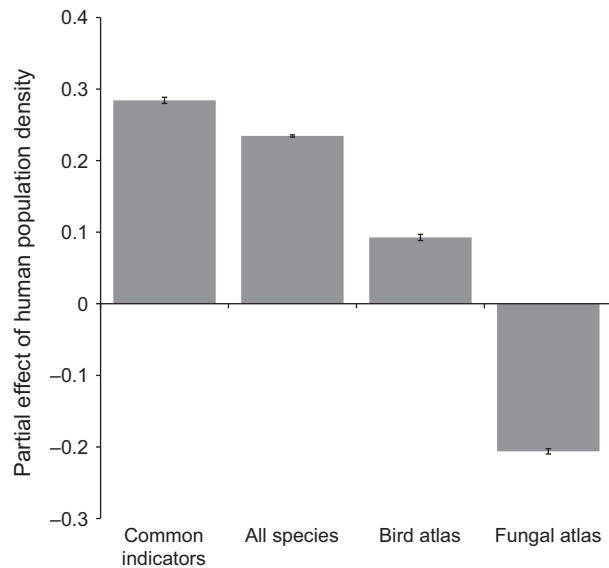 Partial effect of human population density
0.4
0.3
0.2
0.1
0
–0.1
–0.2
–0.3
Common
indicators
All species
Bird atlas
Fungal atlas